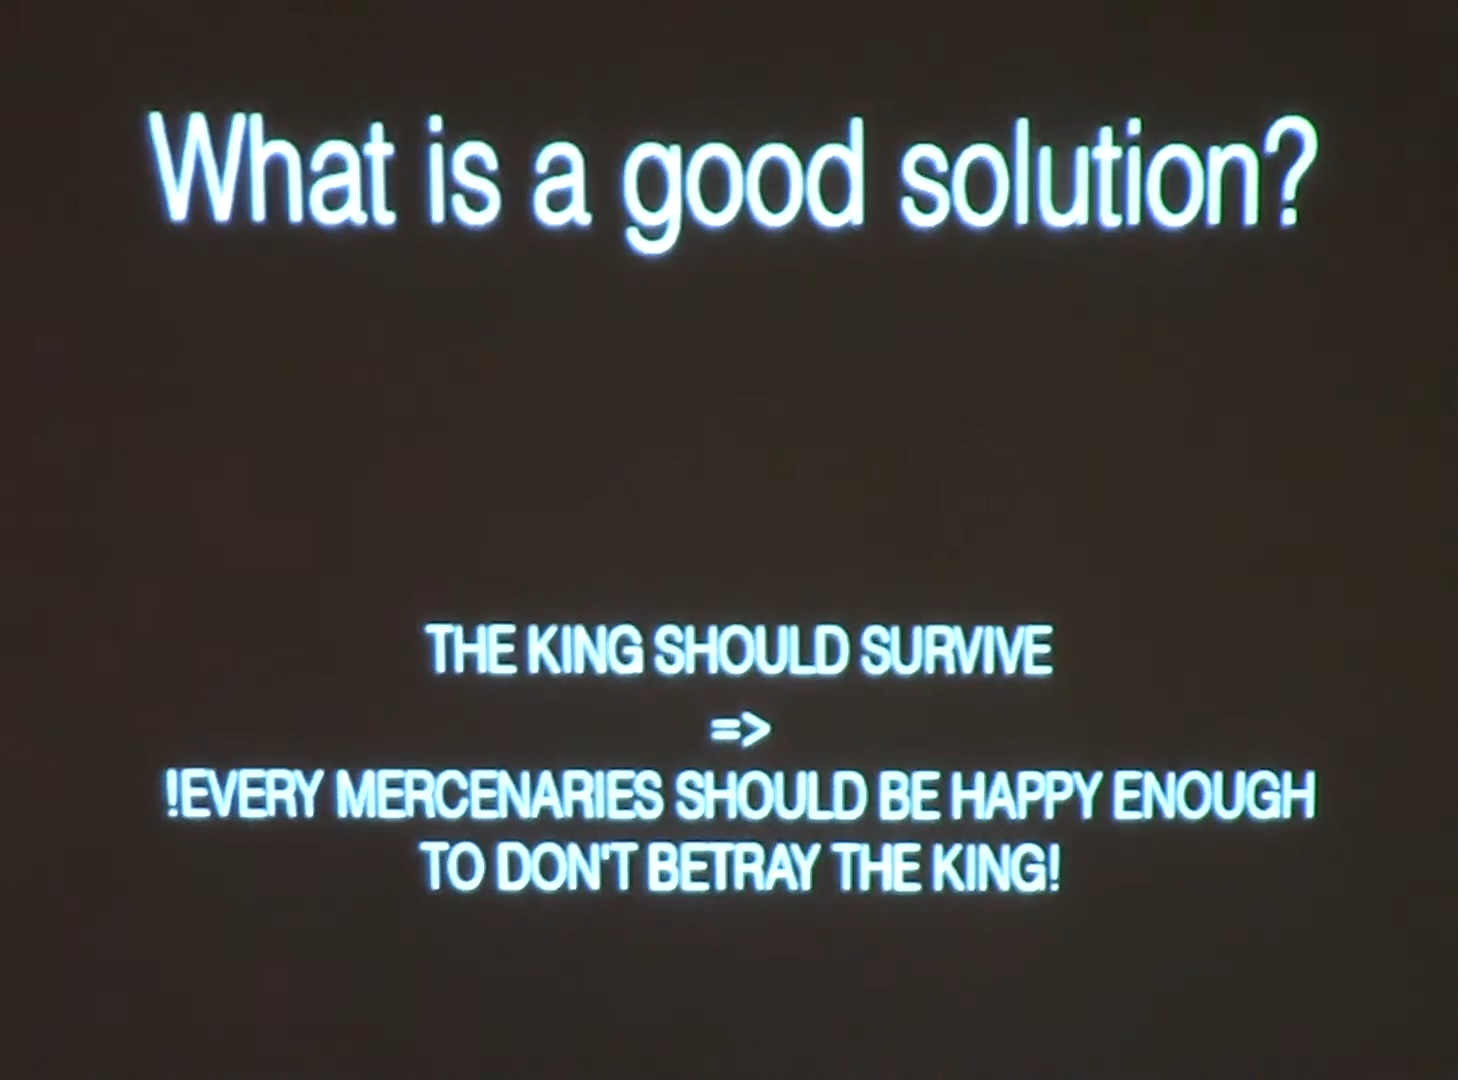 What is a good solution?
THE KING SHOULD SURVIVE
=>
!EVERY MERCENARIES SHOULD BE HAPPY ENOUGH
TO DON'T BETRAY THE KING!